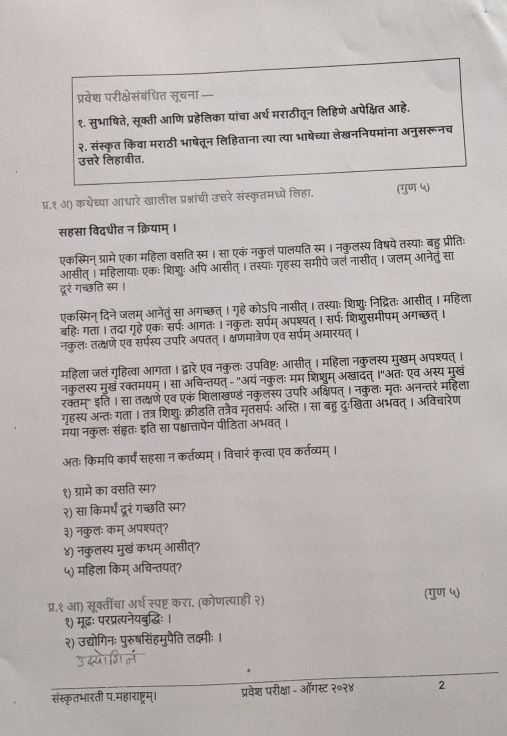 प्रवेश परीक्षेसंबंधित सूचना —
१. सुभाषिते, सूक्ती आणि प्रहेलिका यांचा अर्थ मराठीतून लिहिणे अपेक्षित आहे.
२. संस्कृत किंवा मराठी भाषेतून लिहिताना त्या त्या भाषेच्या लेखननियमांना अनुसरूनच
उत्तरे लिहावीत.
प्र.१ अ) कथेच्या आधारे खालील प्रश्नांची उत्तरे संस्कृतमध्ये लिहा. (गुण ५)
सहसा विदधीत न क्रियाम् ।
एकस्मिन् ग्रामे एका महिला वसति स्म । सा एकं नकुलं पालयति स्म । नकुलस्य विषये तस्याः बहु प्रीतिः
आसीत् । महिलायाः एकः शिशुः अपि आसीत् । तस्याः गृहस्य समीपे जलं नासीत् । जलम् आनेतुं सा
दूरं गच्छति स्म ।
एकस्मिन् दिने जलम् आनेतुं सा अगच्छत् । गृहे कोऽपि नासीत् । तस्याः शिशुः निद्रितः आसीत् । महिला
बहिः गता । तदा गृहे एकः सर्पः आगतः । नकुलः सर्पम् अपश्यत् । सर्पः शिशुसमीपम् अगच्छत् ।
नकुलः तत्क्षणे एव सर्पस्य उपरि अपतत् । क्षणमात्रेण एव सर्पम् अमारयत् ।
महिला जलं गृहित्वा आगता । द्वारे एव नकुलः उपविष्टः आसीत् । महिला नकुलस्य मुखम् अपश्यत् ।
नकुलस्य मुखं रक्तमयम् । सा अचिन्तयत् - "अयं नकुलः मम शिशुम् अखादत् ।"अतः एव अस्य मुखं
रक्तम्" इति । सा तत्क्षणे एव एकं शिलाखण्डं नकुलस्य उपरि अक्षिपत् । नकुलः मृतः अनन्तरं महिला
गृहस्य अन्तः गता । तत्र शिशुः क्रीडति तत्रैव मृतसर्पः अस्ति । सा बहु दुःखिता अभवत् । अविचारेण
मया नकुलः संहृतः इति सा पश्चात्तापेन पीडिता अभवत् ।
अतः किमपि कार्यं सहसा न कर्तव्यम् । विचारं कृत्वा एव कर्तव्यम् ।
१) ग्रामे का वसति स्म?
२) सा किमर्थं दूरं गच्छति स्म?
३) नकुलः कम् अपश्यत्?
४) नकुलस्य मुखं कथम् आसीत्?
५) महिला किम् अचिन्तयत्?
प्र.१ आ) सूक्तींचा अर्थ स्पष्ट करा. (कोणत्याही २) (गुण ५)
१) मूढः परप्रत्यनेयबुद्धिः ।
२) उद्योगिनः पुरुषसिंहमुपैति लक्ष्मीः ।
उद्योगिनं
संस्कृतभारती प.महाराष्ट्रम्। प्रवेश परीक्षा - ऑगस्ट २०२४ 2